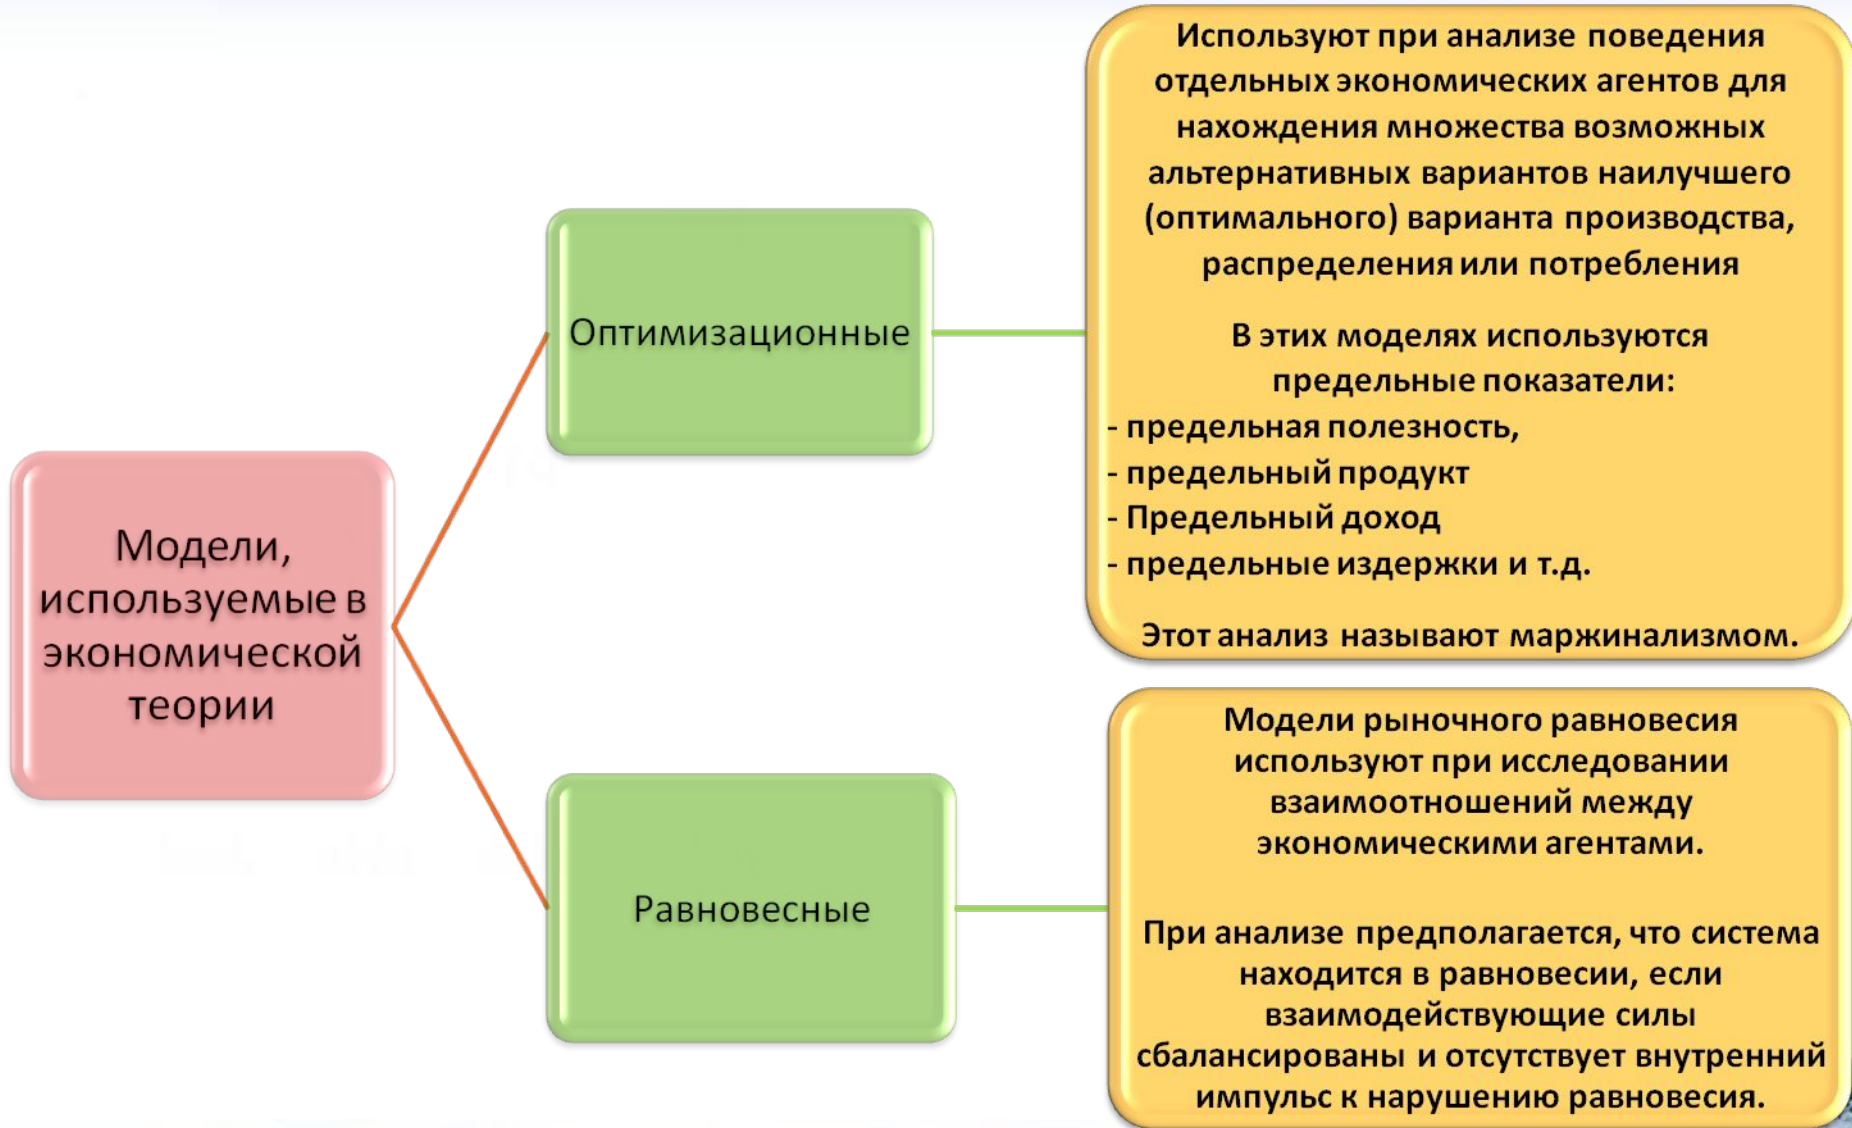 Модели,
используемые в
экономической
теории
Оптимизационные
Используют при анализе поведения
отдельных экономических агентов для
нахождения множества возможных
альтернативных вариантов наилучшего
(оптимального) варианта производства,
распределения или потребления
В этих моделях используются
предельные показатели:
- предельная полезность,
- предельный продукт
- Предельный доход
- предельные издержки и т.д.
Этот анализ называют маржинализмом.
Равновесные
Модели рыночного равновесия
используют при исследовании
взаимоотношений между
экономическими агентами.
При анализе предполагается, что система
находится в равновесии, если
взаимодействующие силы
сбалансированы и отсутствует внутренний
импульс к нарушению равновесия.